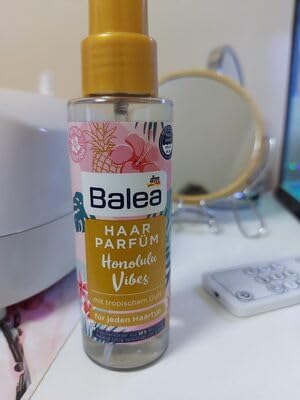 dm
Balea
HAAR
PARFÜM
Honolulu
Vibes
mit tropischem Duft
für jeden Haartyp